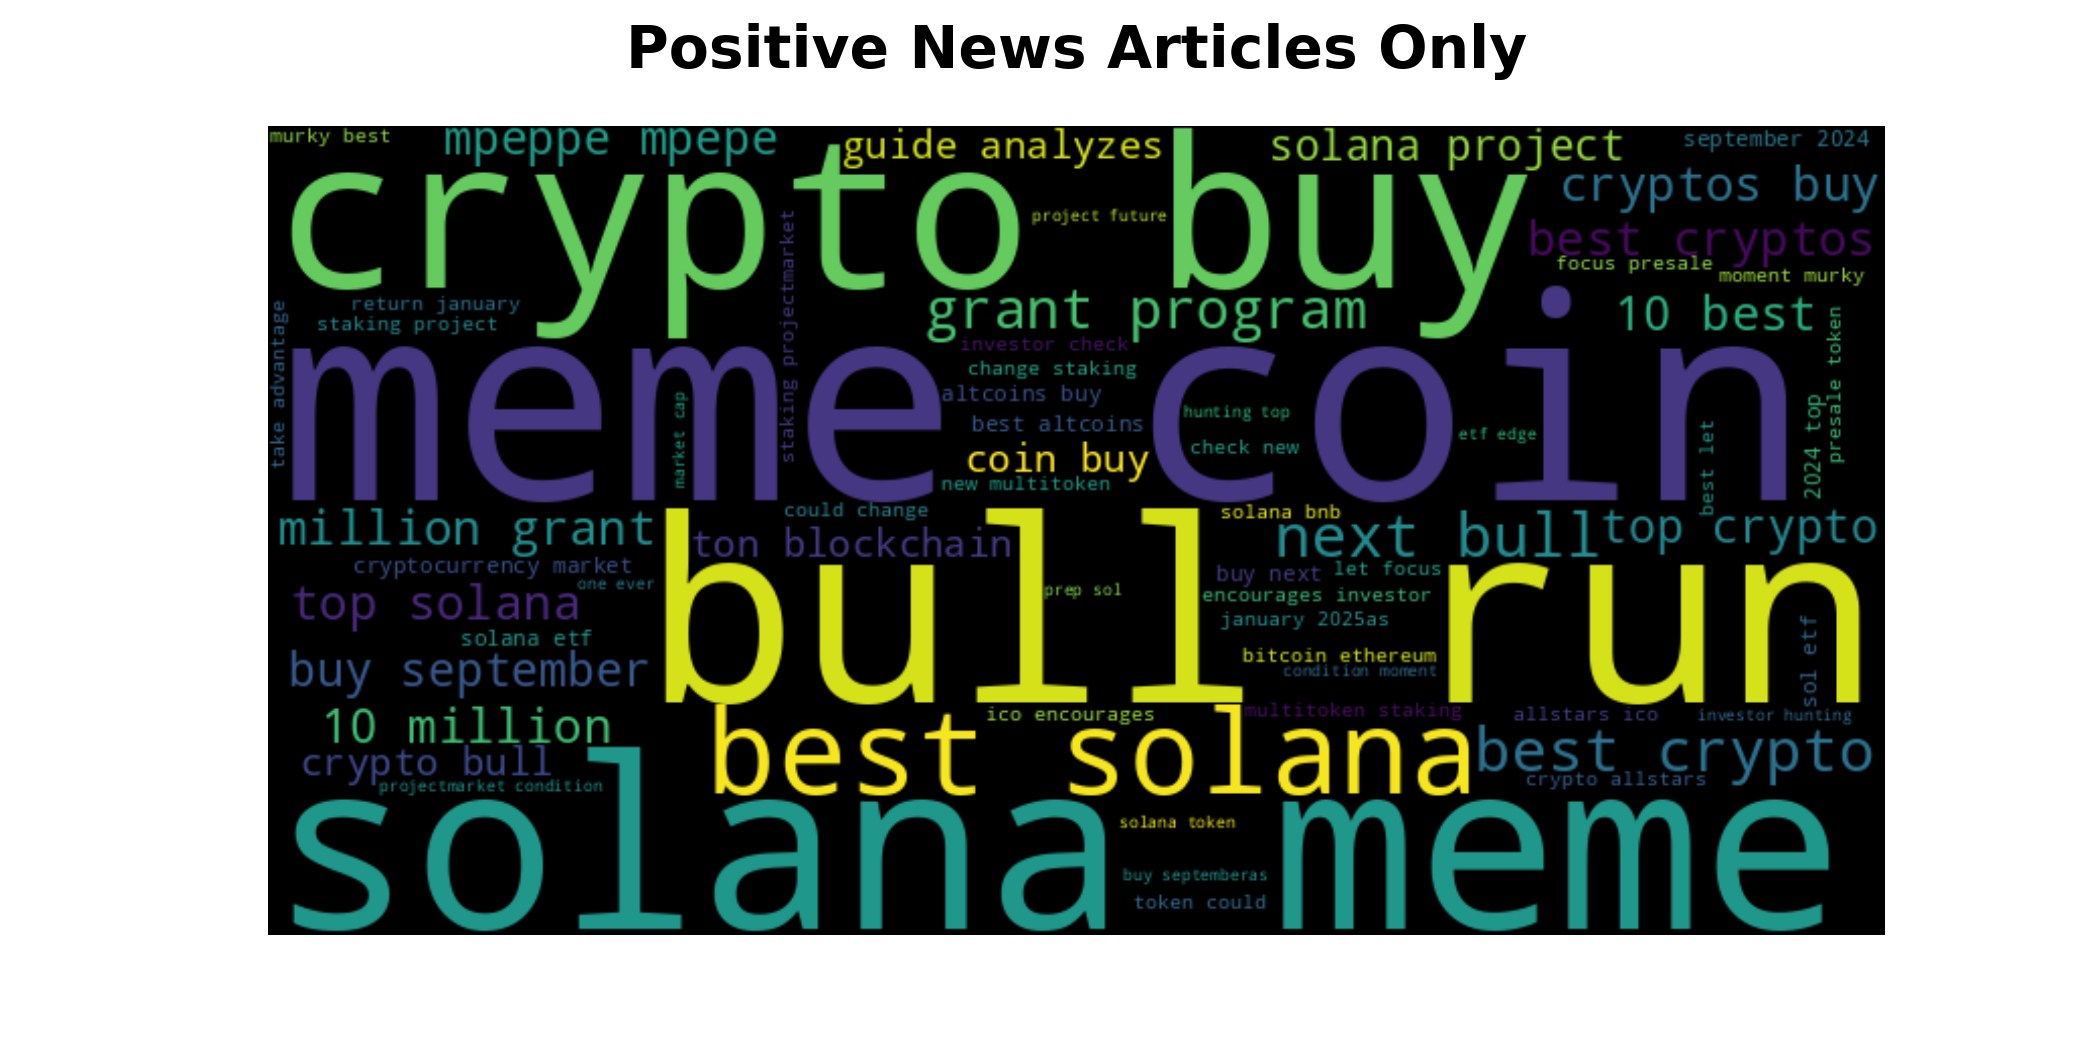 Positive News Articles Only
murky best
mpeppe mpepe
guide analyzes
solana project
september 2024
crypto buy
cryptos buy
project future
best cryptos
focus presale
moment murky
return january
staking project
staking projectmarket
grant program
10 best
take advantage
investor check
change staking
altcoins buy
best altcoins
meme coin
market cap
hunting top
check new
etf edge
coin buy
new multitoken
best let
2024 top
presale token
million grant
could change
ton blockchain
solana bnb
next bull
top crypto
cryptocurrency market
one ever
top solana
solana etf
bull run
prep sol
buy next
let focus
encourages investor
january 2025as
bitcoin ethereum
condition moment
sol etf
buy september
10 million
ico encourages
multitoken staking
allstars ico
investor hunting
crypto bull
best solana
best crypto
crypto allstars
projectmarket condition
solana meme
solana token
buy septemberas
token could